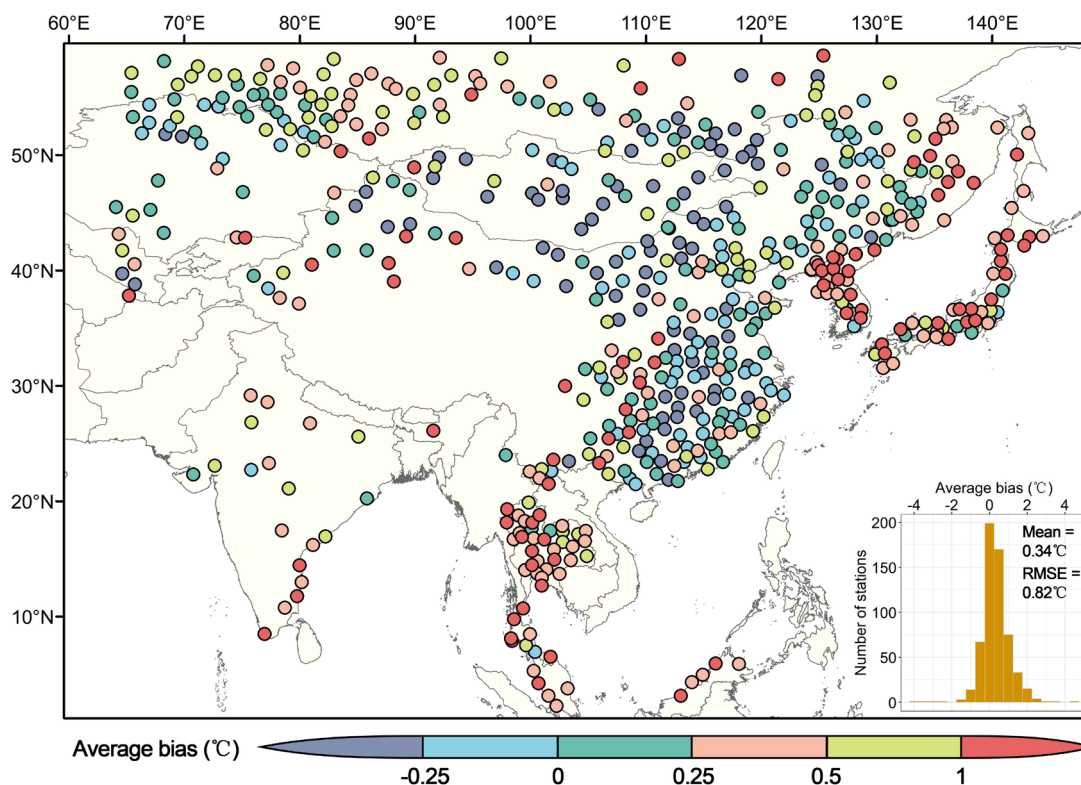 60°E 70°E 80°E 90°E 100°E 110°E 120°E 130°E 140°E
50°N
40°N
30°N
20°N
10°N
Average bias (℃)
-4 -2 0 2 4
Number of stations
200
150
100
50
0
Mean =
0.34℃
RMSE =
0.82℃
Average bias (℃)
-0.25 0 0.25 0.5 1